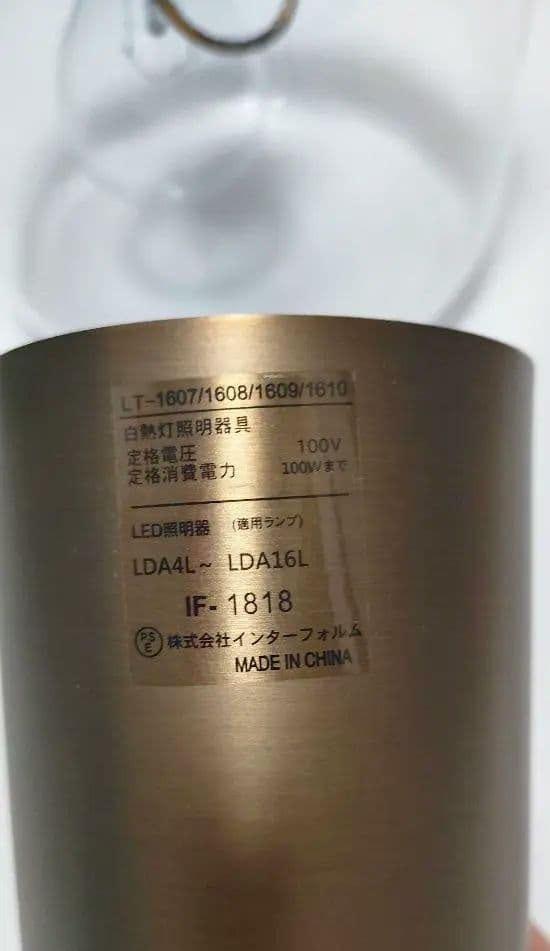 LT-1607/1608/1609/1610
白熱灯照明器具
定格電圧 100V
定格消費電力 100Wまで
LED照明器 (適用ランプ)
LDA4L~ LDA16L
IF-1818
PSE 株式会社インターフォルム
MADE IN CHINA